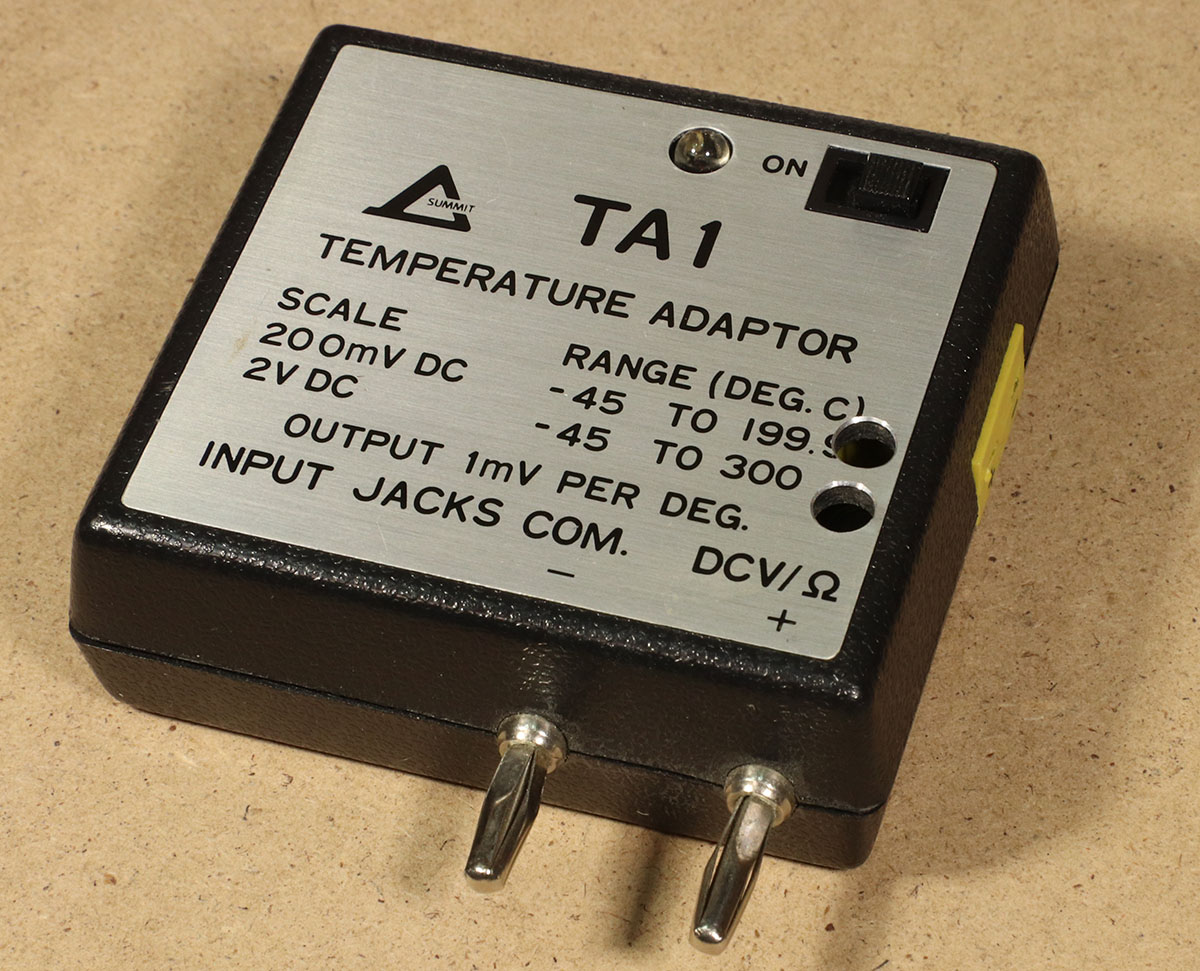 ON
SUMMIT
TA1
TEMPERATURE ADAPTOR
SCALE RANGE (DEG. C)
200mV DC -45 TO 199.9
2V DC -45 TO 300
OUTPUT 1mV PER DEG.
INPUT JACKS COM. DCV/Ω
- +